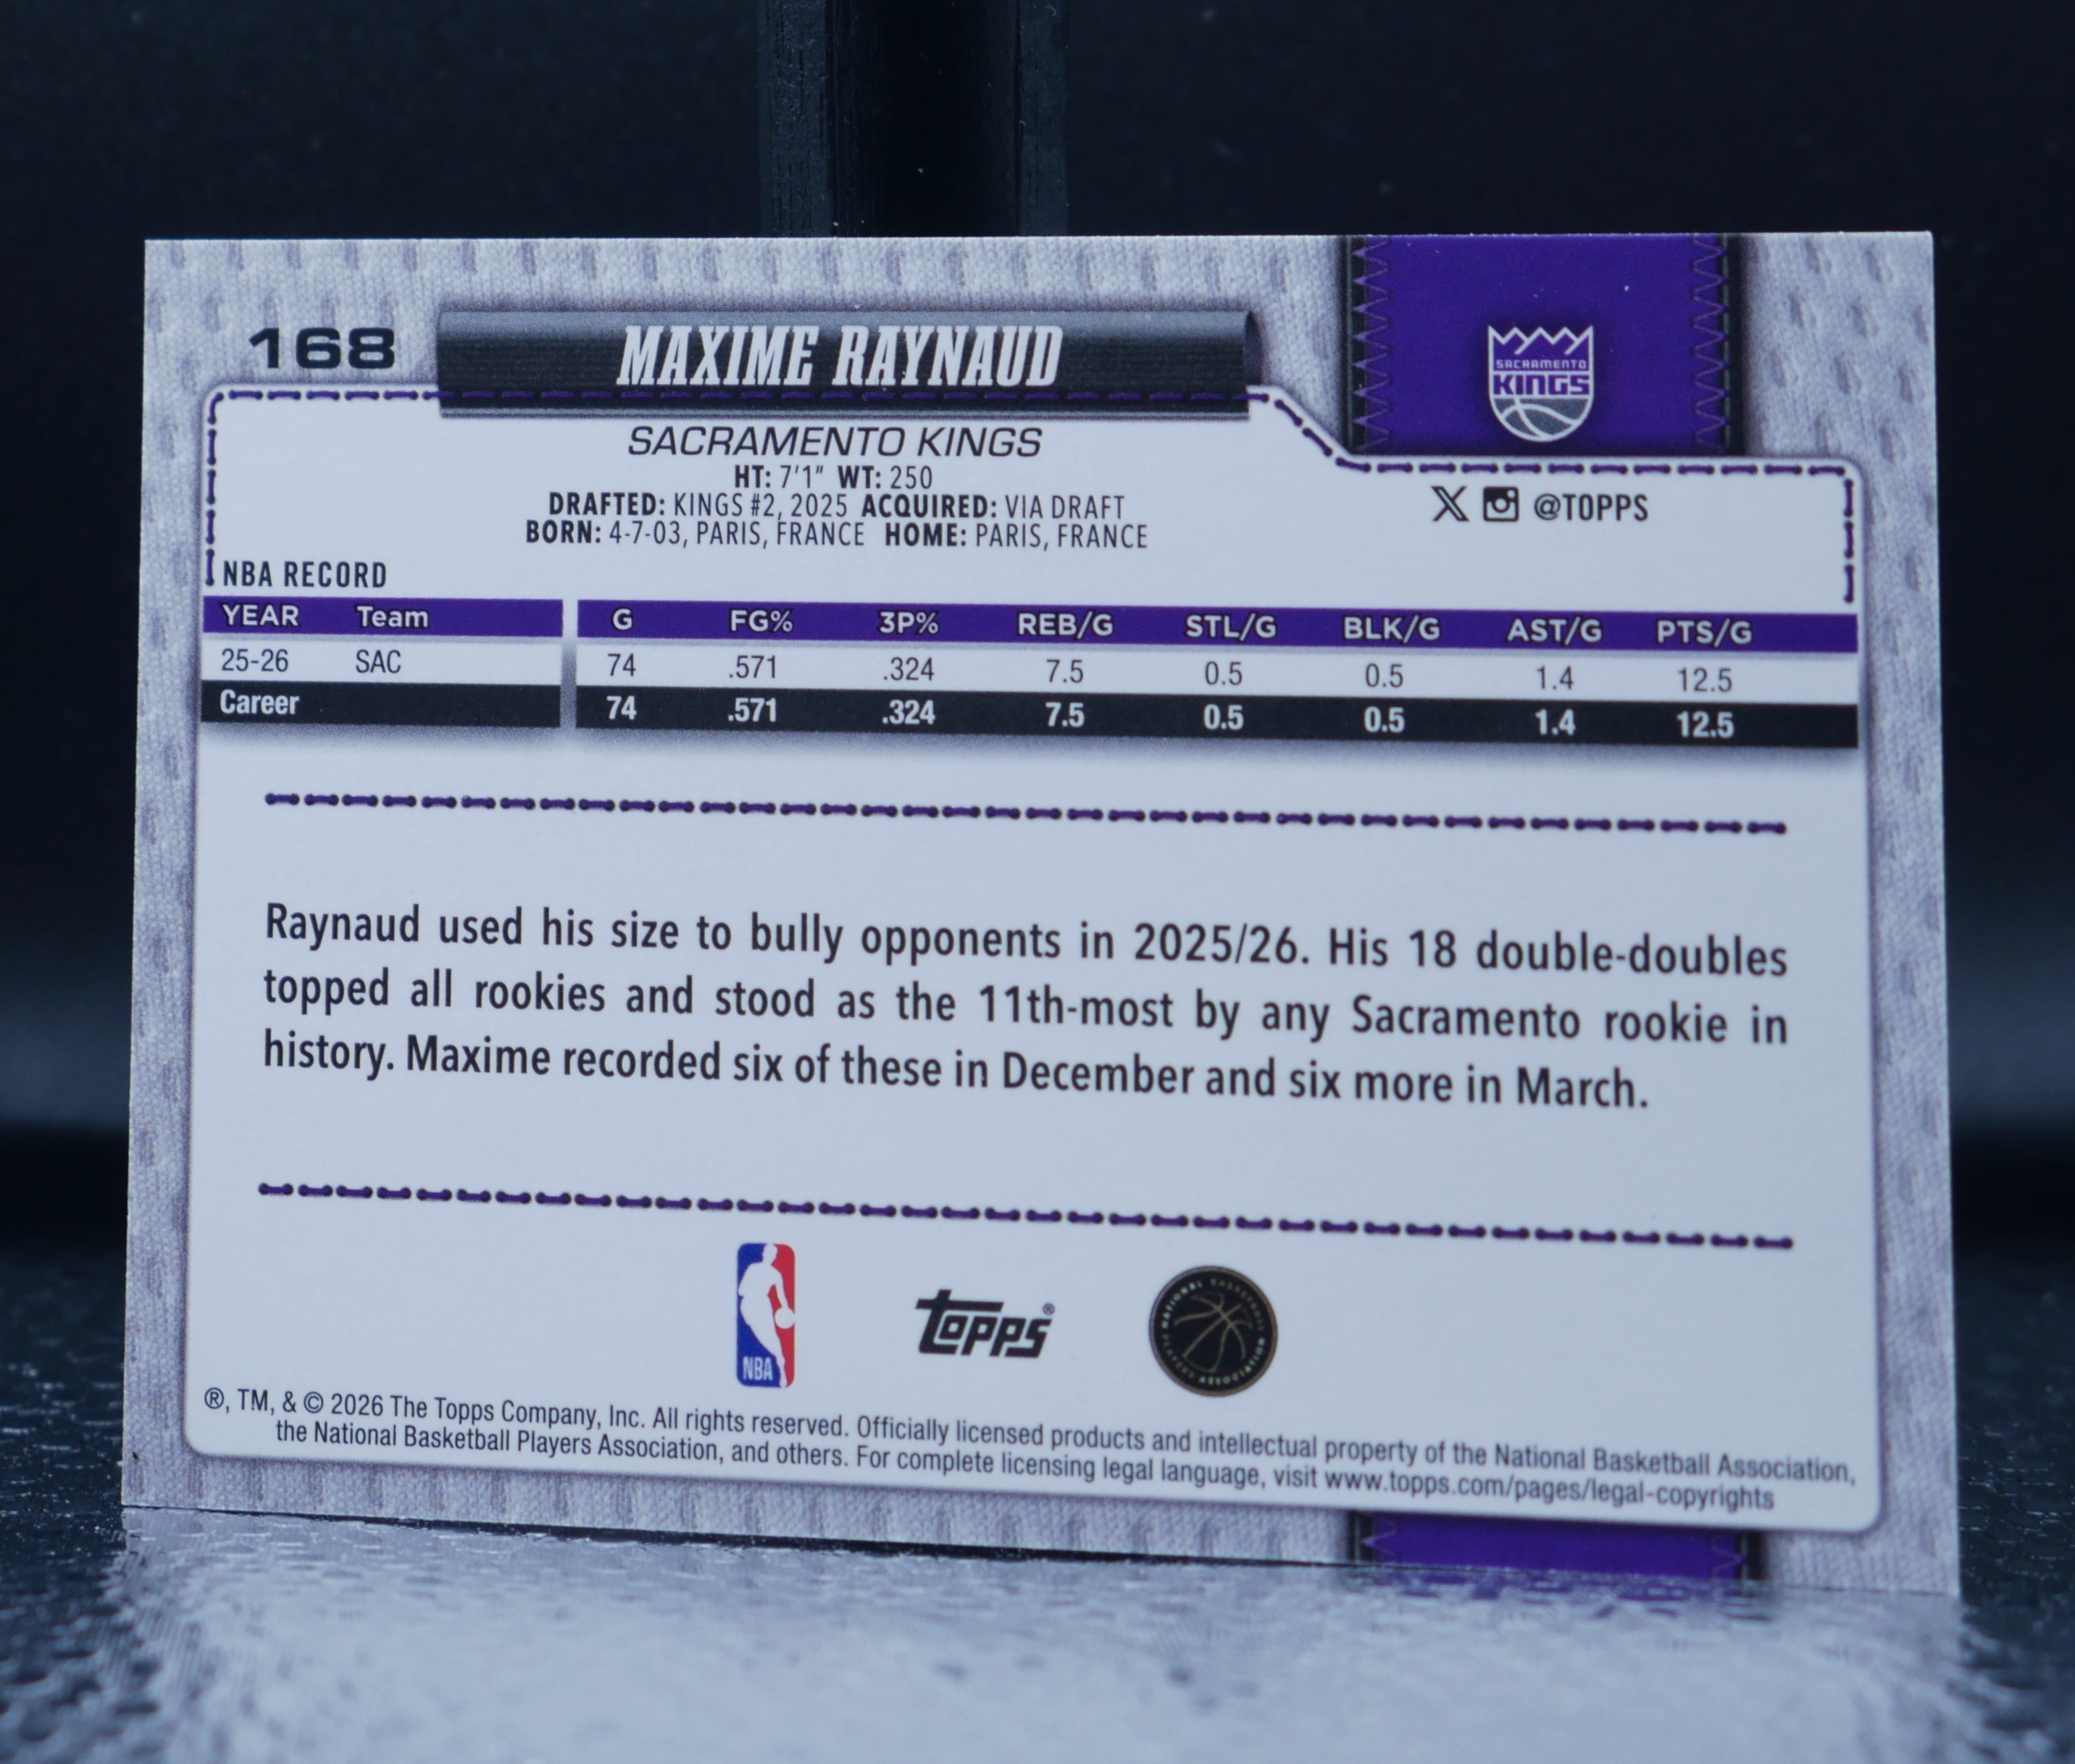 168
MAXIME RAYNAUD
SACRAMENTO
KINGS
SACRAMENTO KINGS
HT: 7'1" WT: 250
DRAFTED: KINGS #2, 2025 ACQUIRED: VIA DRAFT
BORN: 4-7-03, PARIS, FRANCE HOME: PARIS, FRANCE
@TOPPS
NBA RECORD
YEAR Team G FG% 3P% REB/G STL/G BLK/G AST/G PTS/G
25-26 SAC 74 .571 .324 7.5 0.5 0.5 1.4 12.5
Career 74 .571 .324 7.5 0.5 0.5 1.4 12.5
Raynaud used his size to bully opponents in 2025/26. His 18 double-doubles
topped all rookies and stood as the 11th-most by any Sacramento rookie in
history. Maxime recorded six of these in December and six more in March.
NBA
Topps®
NATIONAL BASKETBALL PLAYERS ASSOCIATION
®, TM, & © 2026 The Topps Company, Inc. All rights reserved. Officially licensed products and intellectual property of the National Basketball Association,
the National Basketball Players Association, and others. For complete licensing legal language, visit www.topps.com/pages/legal-copyrights